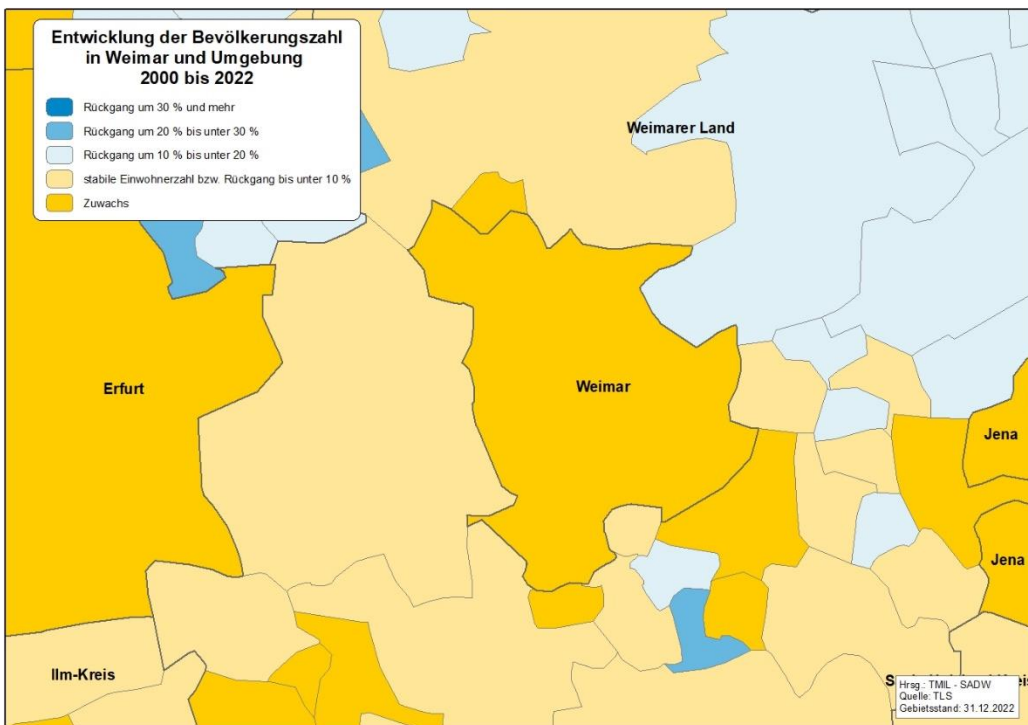 Entwicklung der Bevölkerungszahl
in Weimar und Umgebung
2000 bis 2022
Rückgang um 30 % und mehr
Rückgang um 20 % bis unter 30 %
Rückgang um 10 % bis unter 20 %
stabile Einwohnerzahl bzw. Rückgang bis unter 10 %
Zuwachs
Weimarer Land
Erfurt
Weimar
Jena
Jena
Ilm-Kreis
Hrsg.: TMIL - SADW
Quelle: TLS
Gebietsstand: 31.12.2022